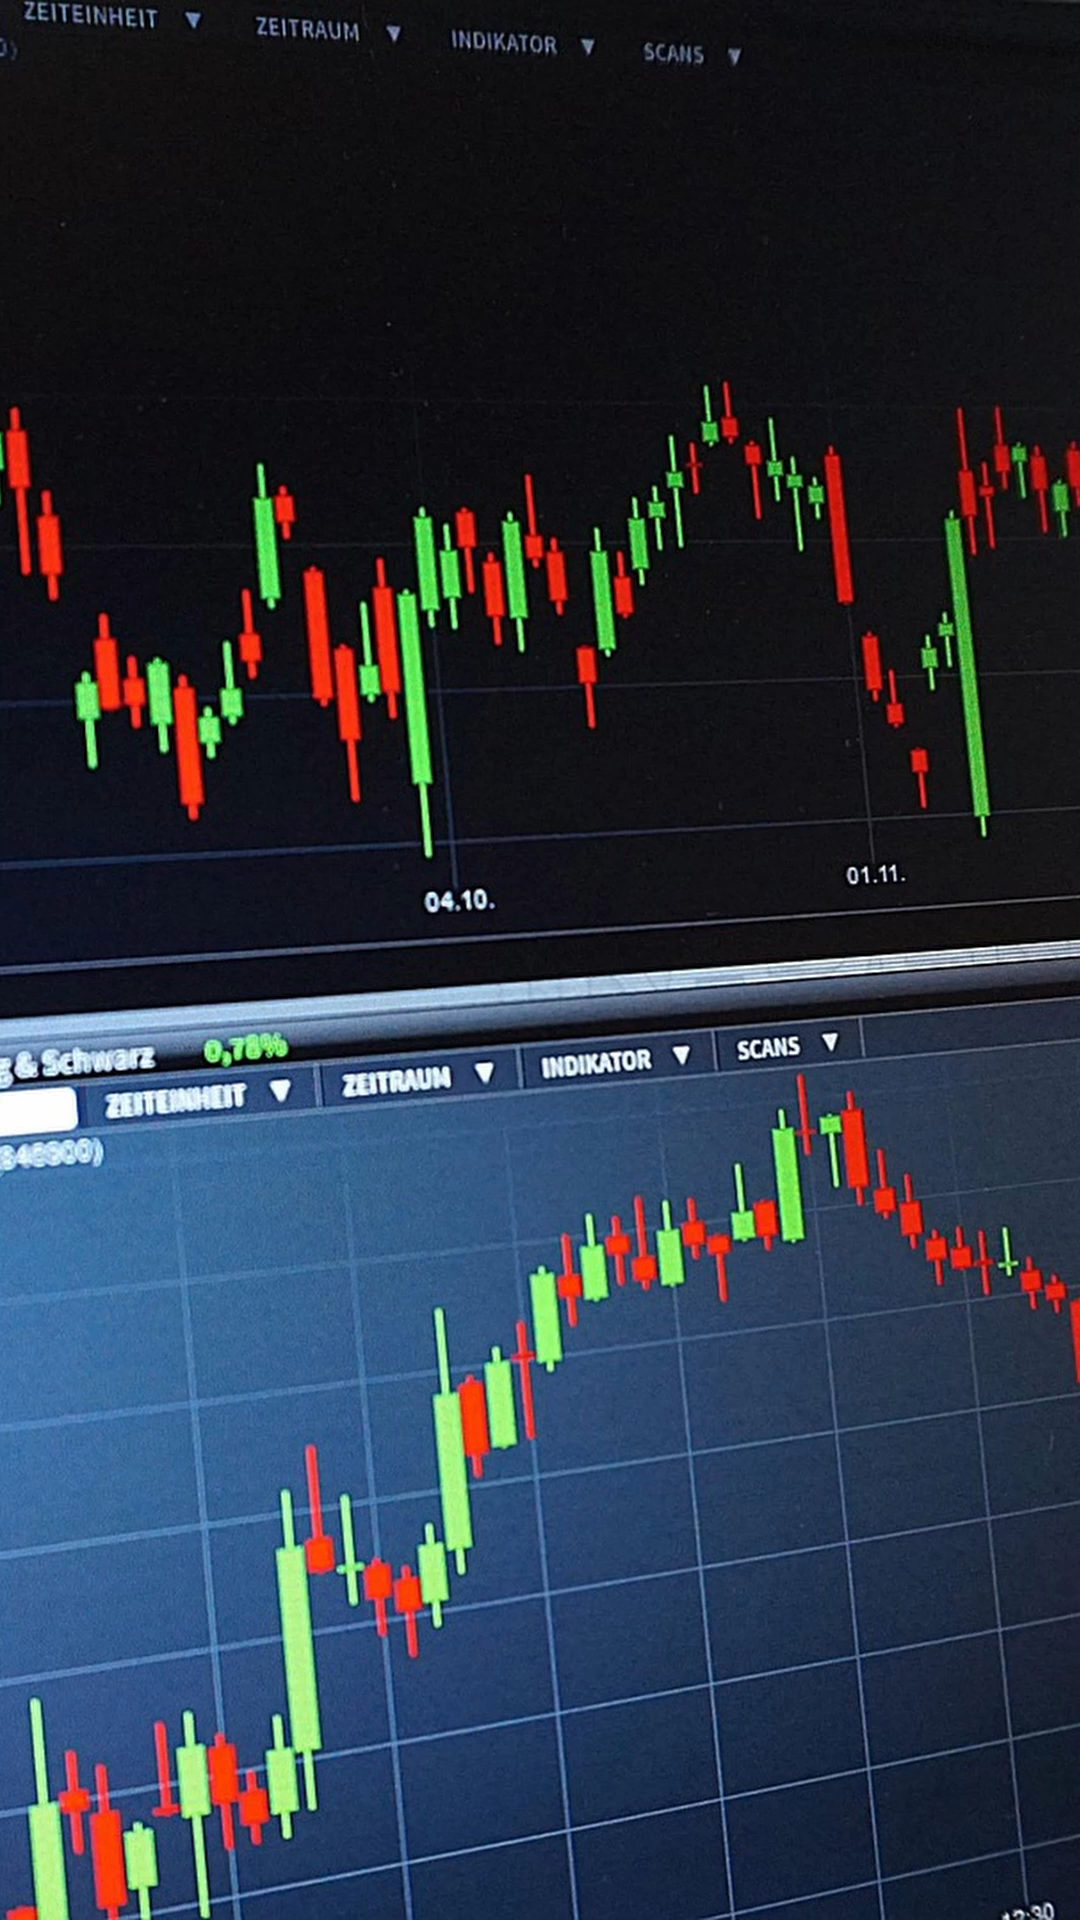 ZEITEINHEIT ▼ ZEITRAUM ▼ INDIKATOR ▼ SCANS ▼
04.10. 01.11.
& Schwarz 0,78%
ZEITEINHEIT ▼ ZEITRAUM ▼ INDIKATOR ▼ SCANS ▼